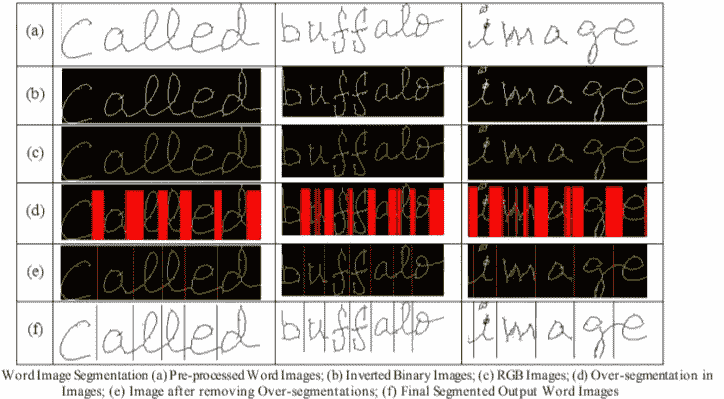 (a) Called buffalo image
(b) Called buffalo image
(c) Called buffalo image
(d) Called buffalo image
(e) Called buffalo image
(f) Called buffalo image
Word Image Segmentation (a) Pre-processed Word Images; (b) Inverted Binary Images; (c) RGB Images; (d) Over-segmentation in
Images; (e) Image after removing Over-segmentations; (f) Final Segmented Output Word Images